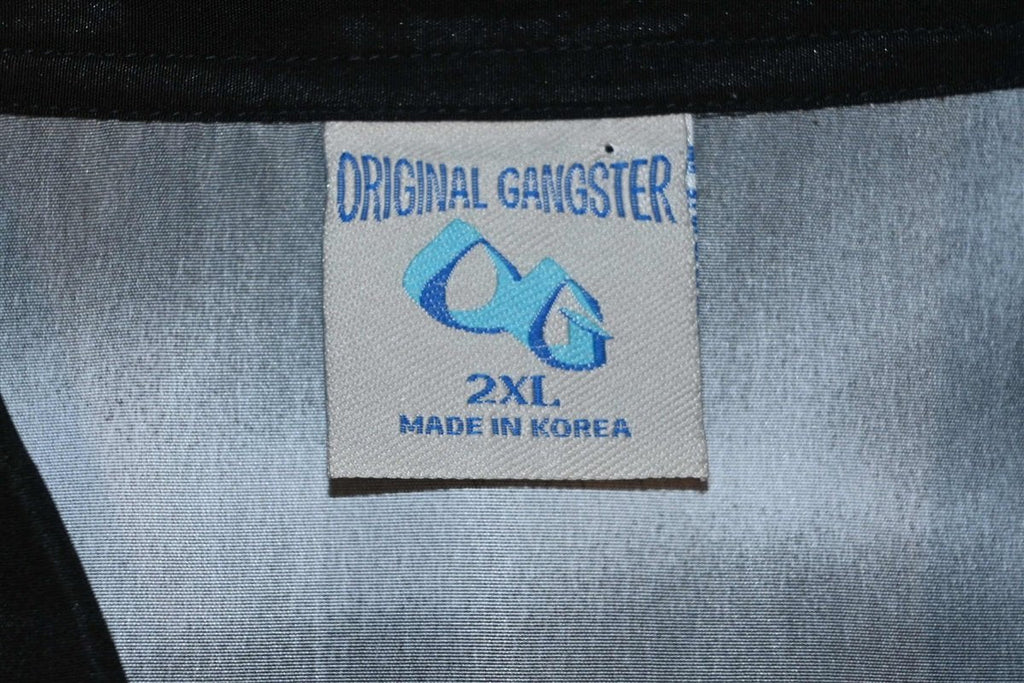 ORIGINAL GANGSTER
OG
2XL
MADE IN KOREA